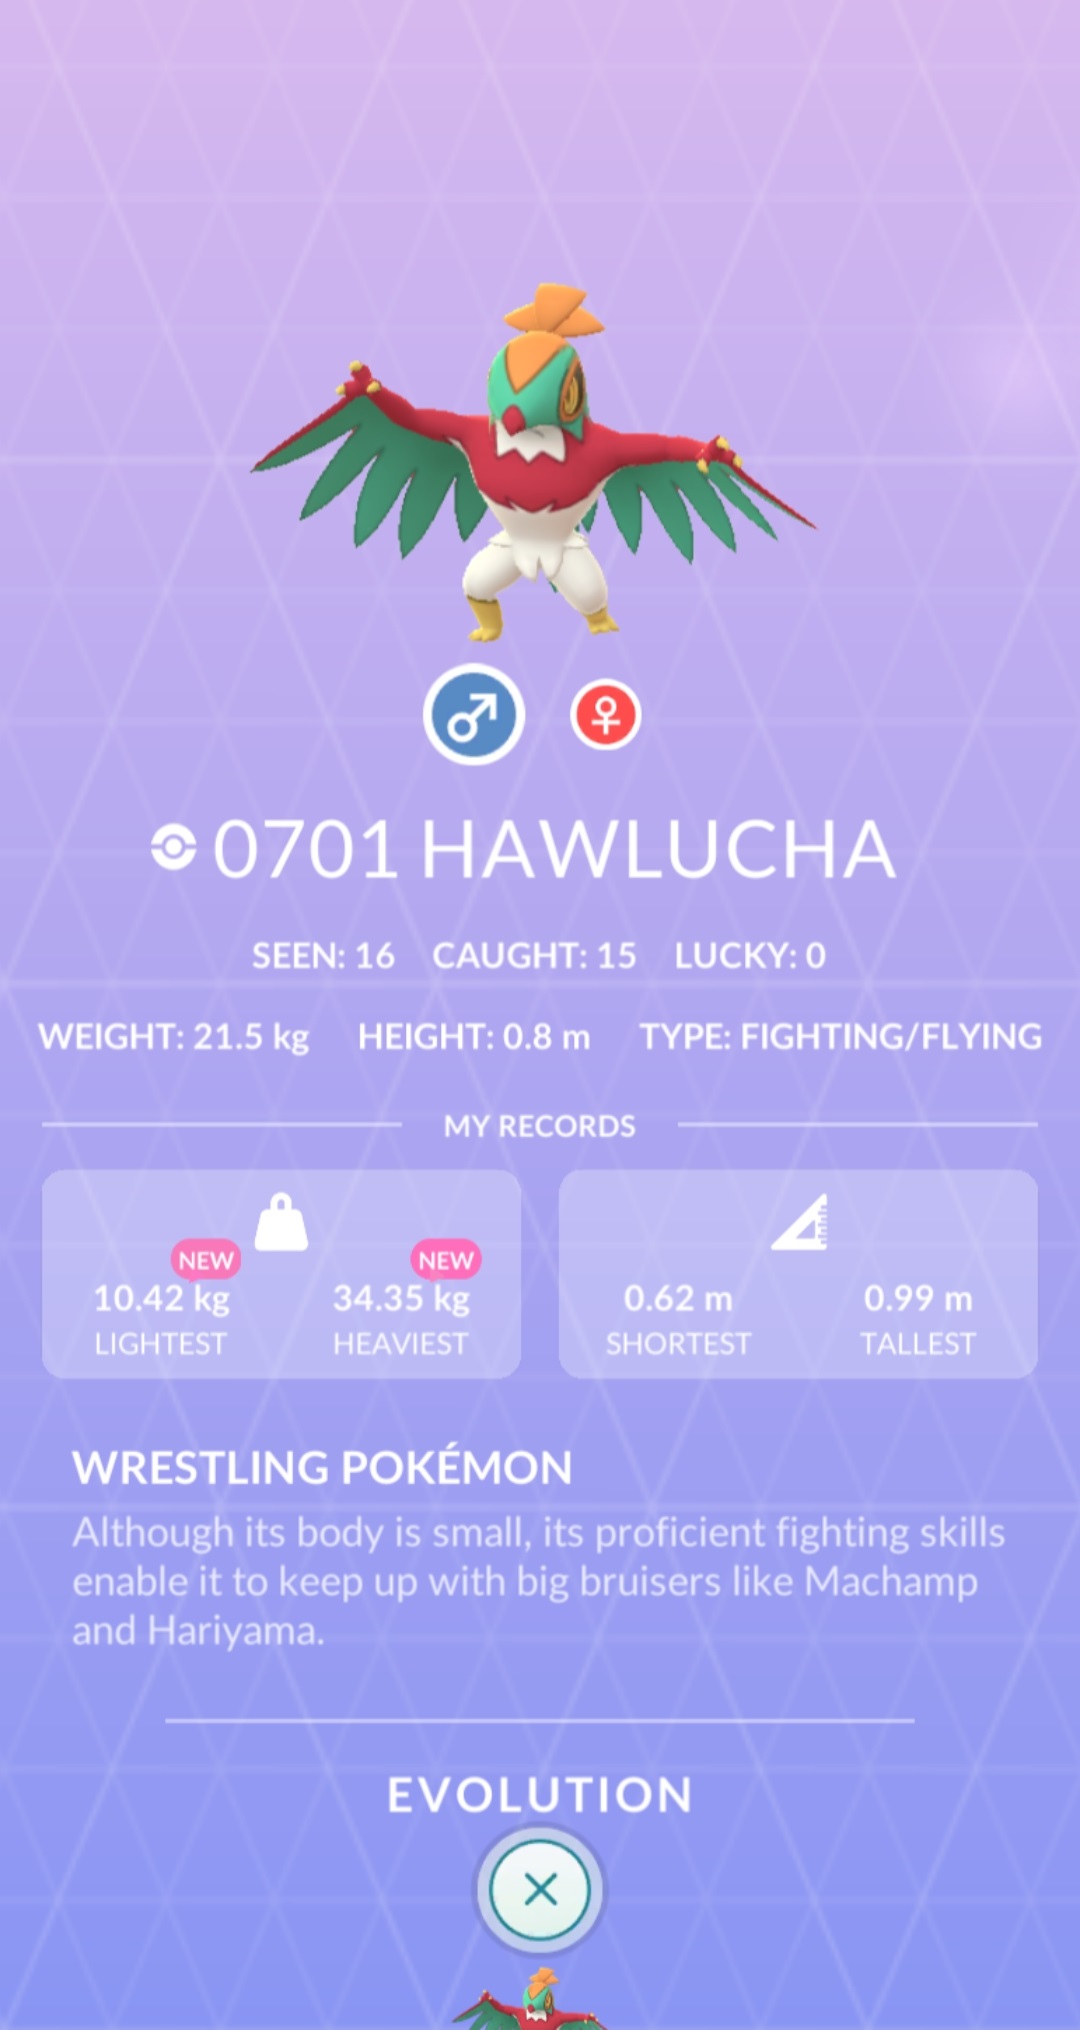 0701 HAWLUCHA
SEEN: 16 CAUGHT: 15 LUCKY: 0
WEIGHT: 21.5 kg HEIGHT: 0.8 m TYPE: FIGHTING/FLYING
MY RECORDS
NEW NEW
10.42 kg 34.35 kg 0.62 m 0.99 m
LIGHTEST HEAVIEST SHORTEST TALLEST
WRESTLING POKÉMON
Although its body is small, its proficient fighting skills
enable it to keep up with big bruisers like Machamp
and Hariyama.
EVOLUTION